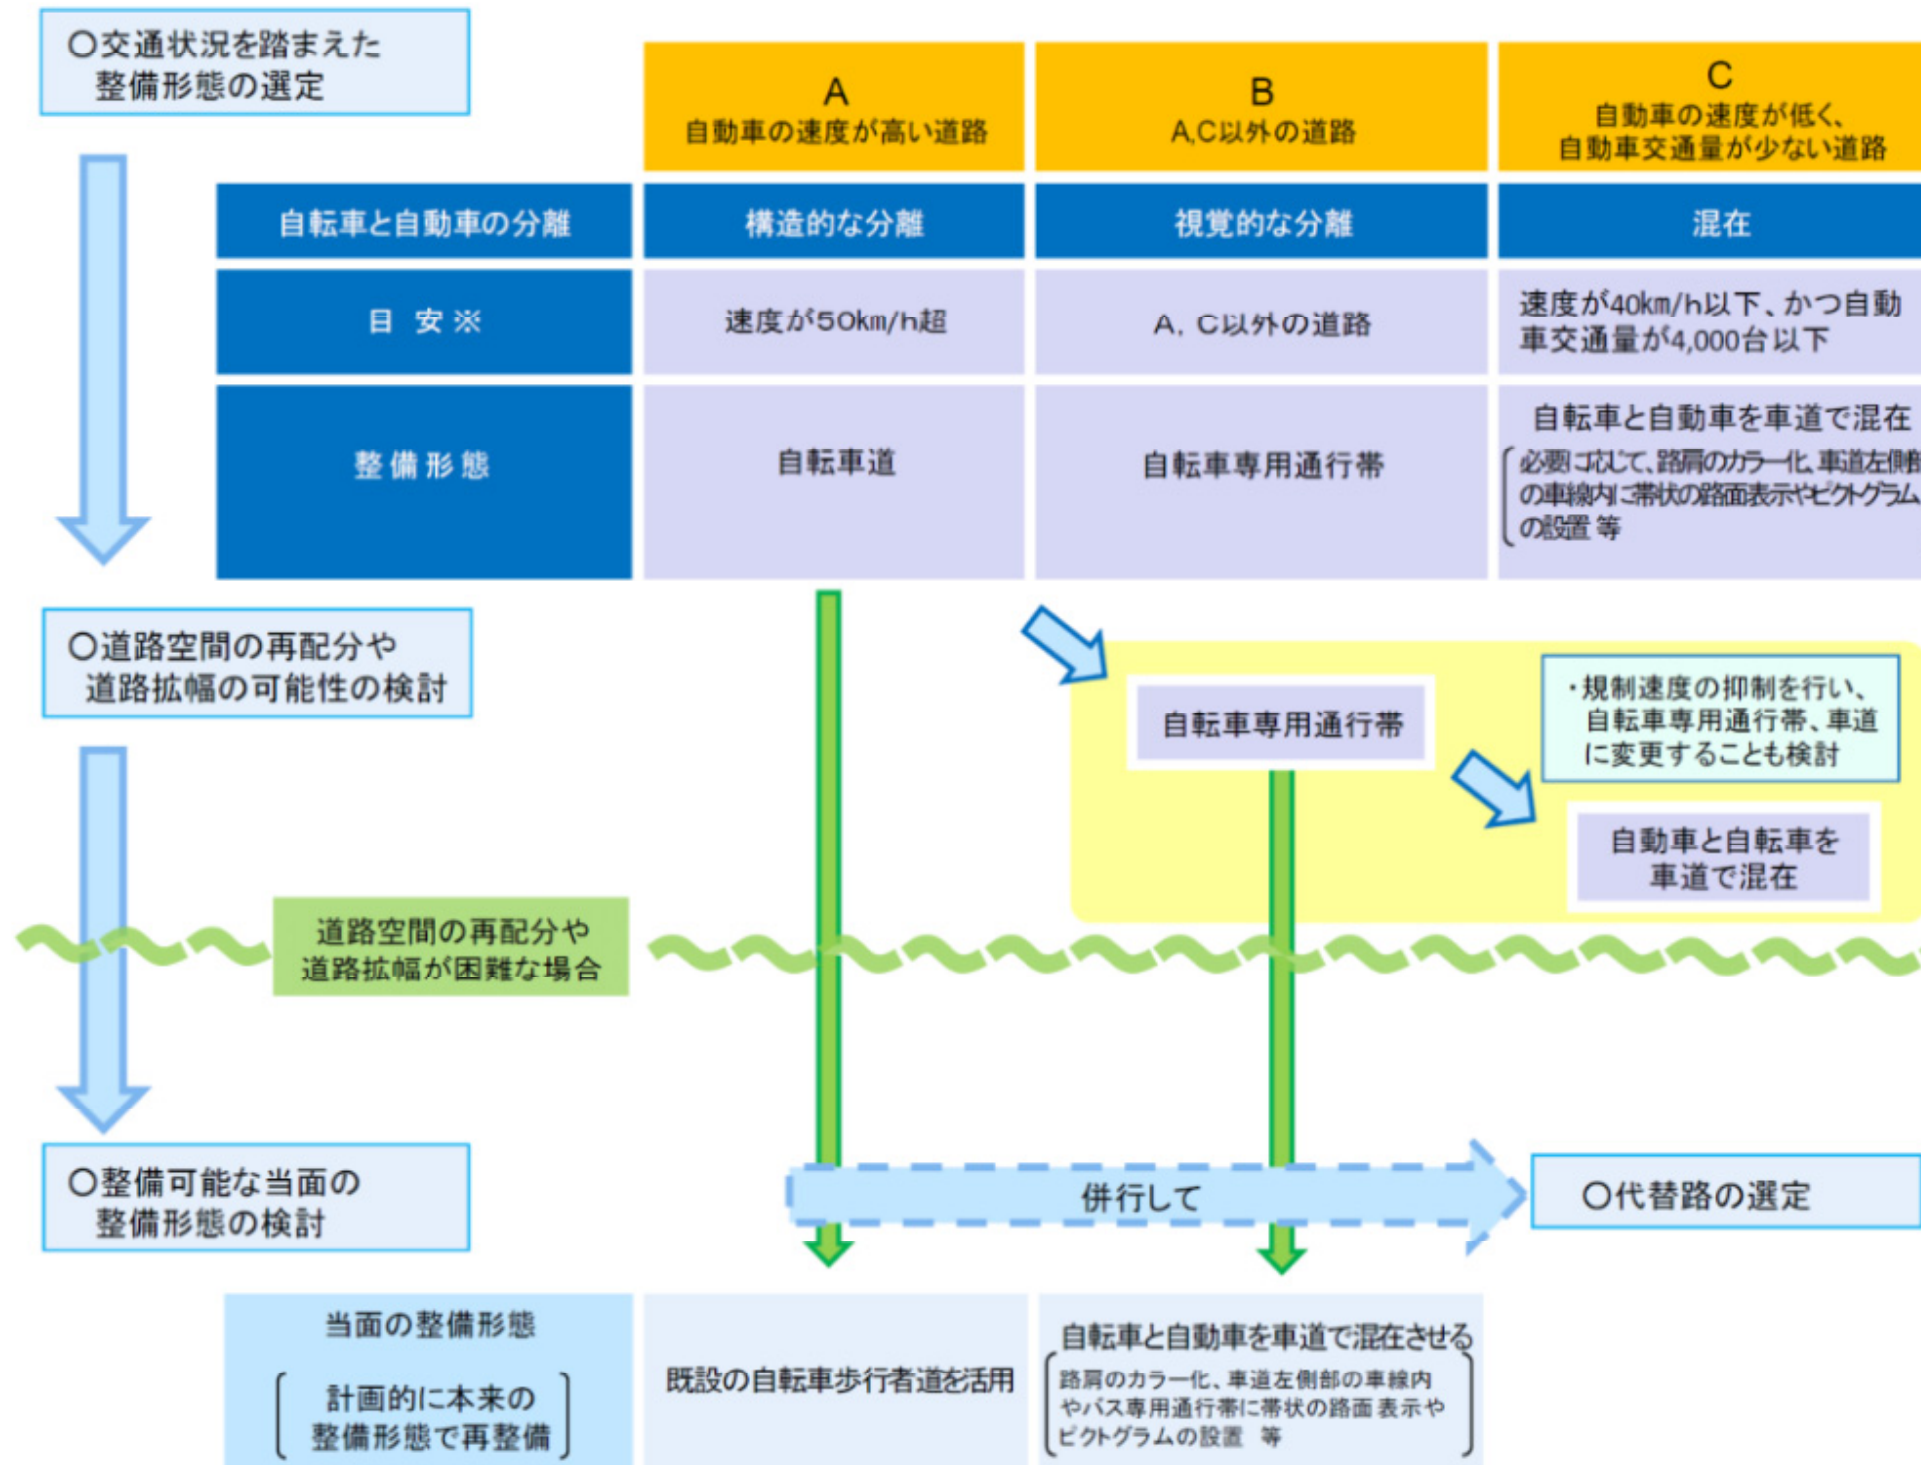 〇交通状況を踏まえた
整備形態の選定
A
自動車の速度が高い道路
B
A,C以外の道路
C
自動車の速度が低く、
自動車交通量が少ない道路
自転車と自動車の分離
構造的な分離
視覚的な分離
混在
目 安※
速度が50km/h超
A，C以外の道路
速度が40km/h以下、かつ自動
車交通量が4,000台以下
整備形態
自転車道
自転車専用通行帯
自転車と自動車を車道で混在
必要に応じて、路肩のカラー化、車道左側部
の車線内に帯状の路面表示やピクトグラム
の設置 等
〇道路空間の再配分や
道路拡幅の可能性の検討
自転車専用通行帯
・規制速度の抑制を行い、
自転車専用通行帯、車道
に変更することも検討
自動車と自転車を
車道で混在
道路空間の再配分や
道路拡幅が困難な場合
〇整備可能な当面の
整備形態の検討
併行して
〇代替路の選定
当面の整備形態
計画的に本来の
整備形態で再整備
既設の自転車歩行者道を活用
自転車と自動車を車道で混在させる
路肩のカラー化、車道左側部の車線内
やバス専用通行帯に帯状の路面表示や
ピクトグラムの設置 等